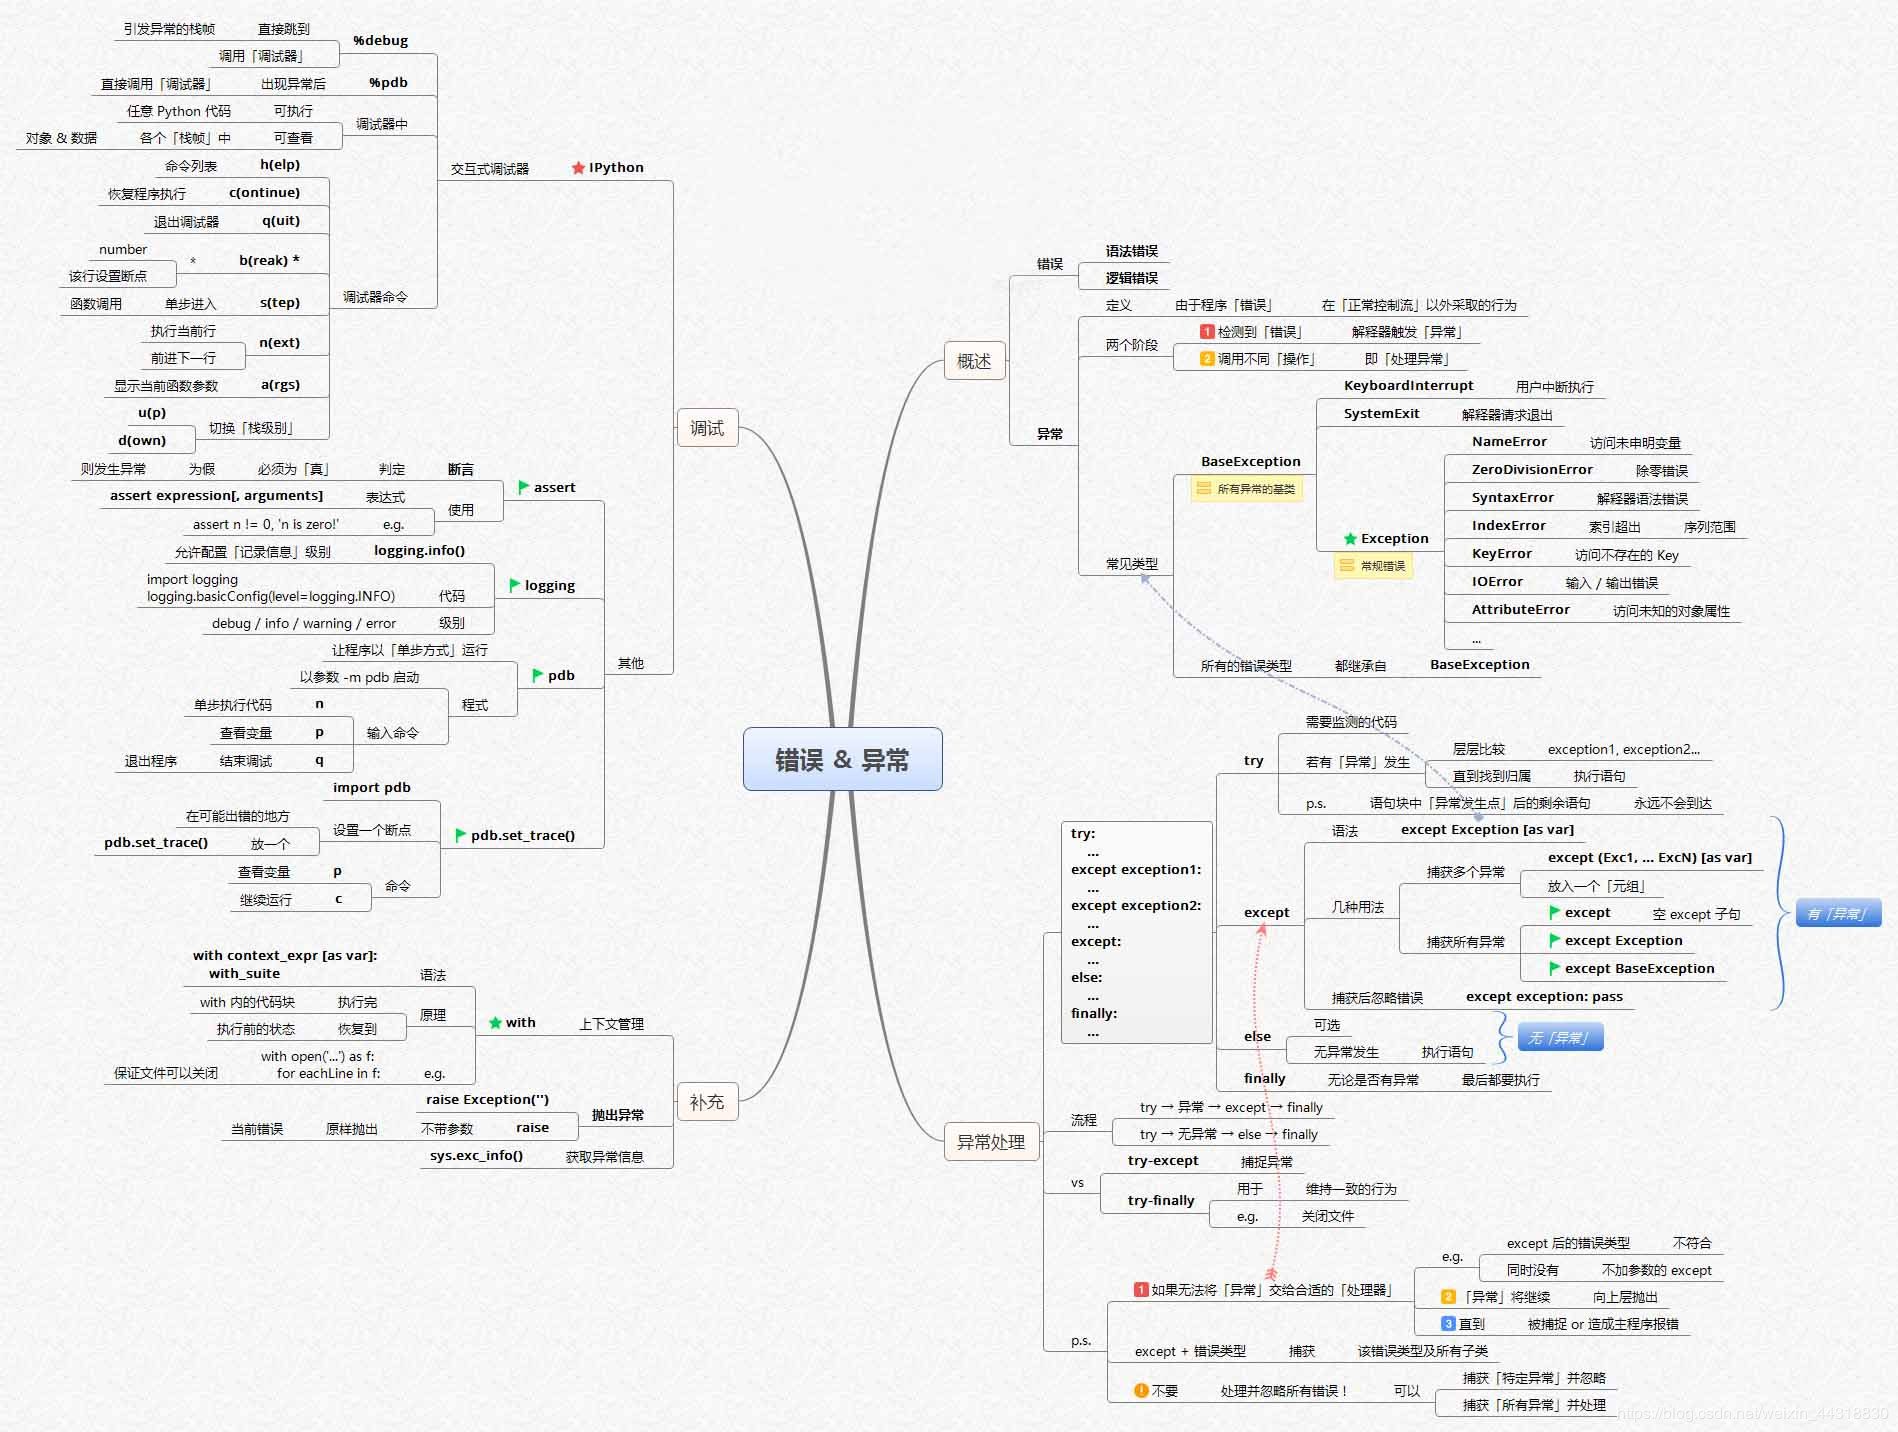 错误 & 异常
概述
错误
语法错误
逻辑错误
异常
定义 由于程序「错误」 在「正常控制流」以外采取的行为
两个阶段
1 检测到「错误」 解释器触发「异常」
2 调用不同「操作」 即「处理异常」
常见类型
BaseException
所有异常的基类
KeyboardInterrupt 用户中断执行
SystemExit 解释器请求退出
Exception
常规错误
NameError 访问未申明变量
ZeroDivisionError 除零错误
SyntaxError 解释器语法错误
IndexError 索引超出 序列范围
KeyError 访问不存在的 Key
IOError 输入 / 输出错误
AttributeError 访问未知的对象属性
...
所有的错误类型 都继承自 BaseException
异常处理
try:
...
except exception1:
...
except exception2:
...
except:
...
else:
...
finally:
...
try
需要监测的代码
若有「异常」发生
层层比较 exception1, exception2...
直到找到归属 执行语句
p.s. 语句块中「异常发生点」后的剩余语句 永远不会到达
except
语法 except Exception [as var]
几种用法
捕获多个异常
except (Exc1, ... ExcN) [as var]
放入一个「元组」
捕获所有异常
except 空 except 子句
except Exception
except BaseException
捕获后忽略错误 except exception: pass
有「异常」
else
可选
无异常发生 执行语句
无「异常」
finally 无论是否有异常 最后都要执行
流程
try → 异常 → except → finally
try → 无异常 → else → finally
vs
try-except 捕捉异常
try-finally
用于 维持一致的行为
e.g. 关闭文件
p.s.
1 如果无法将「异常」交给合适的「处理器」
e.g.
except 后的错误类型 不符合
同时没有 不加参数的 except
2 「异常」将继续 向上层抛出
3 直到 被捕捉 or 造成主程序报错
except + 错误类型 捕获 该错误类型及所有子类
! 不要 处理并忽略所有错误！ 可以
捕获「特定异常」并忽略
捕获「所有异常」并处理
调试
IPython
交互式调试器
%debug
引发异常的栈帧 直接跳到
调用「调试器」
直接调用「调试器」 出现异常后 %pdb
调试器中
任意 Python 代码 可执行
对象 & 数据 各个「栈帧」中 可查看
调试器命令
命令列表 h(elp)
恢复程序执行 c(ontinue)
退出调试器 q(uit)
number
该行设置断点
* b(reak) *
函数调用 单步进入 s(tep)
执行当前行
前进下一行
n(ext)
显示当前函数参数 a(rgs)
u(p)
d(own)
切换「栈级别」
其他
assert
则发生异常 为假 必须为「真」 判定 断言
使用
assert expression[, arguments] 表达式
assert n != 0, 'n is zero!' e.g.
logging
允许配置「记录信息」级别 logging.info()
import logging
logging.basicConfig(level=logging.INFO) 代码
debug / info / warning / error 级别
pdb
让程序以「单步方式」运行
程式
以参数 -m pdb 启动
输入命令
单步执行代码 n
查看变量 p
退出程序 结束调试 q
pdb.set_trace()
import pdb
设置一个断点
在可能出错的地方
pdb.set_trace() 放一个
命令
查看变量 p
继续运行 c
补充
上下文管理
with
with context_expr [as var]:
with_suite
语法
原理
with 内的代码块 执行完
执行前的状态 恢复到
with open('...') as f:
for eachLine in f:
保证文件可以关闭 e.g.
抛出异常
raise Exception('')
当前错误 原样抛出 不带参数 raise
sys.exc_info() 获取异常信息
https://blog.csdn.net/weixin_44318830